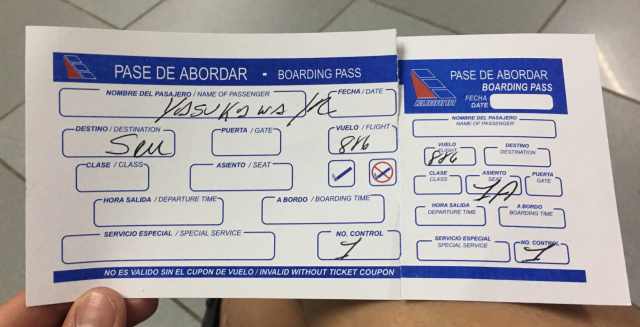 PASE DE ABORDAR - BOARDING PASS
NOMBRE DEL PASAJERO / NAME OF PASSENGER
FECHA / DATE
YASUKAWA/
DESTINO / DESTINATION
PUERTA / GATE
VUELO / FLIGHT
886
CLASE / CLASS
ASIENTO / SEAT
HORA SALIDA / DEPARTURE TIME
A BORDO / BOARDING TIME
SERVICIO ESPECIAL / SPECIAL SERVICE
NO. CONTROL
1
NO ES VALIDO SIN EL CUPON DE VUELO / INVALID WITHOUT TICKET COUPON
PASE DE ABORDAR
BOARDING PASS
FECHA
DATE
NOMBRE DEL PASAJERO
NAME OF PASSENGER
VUELO
FLIGHT
886
DESTINO
DESTINATION
CLASE
CLASS
ASIENTO
SEAT
1A
PUERTA
GATE
HORA SALIDA
DEPARTURE TIME
A BORDO
BOARDING TIME
SERVICIO ESPECIAL
SPECIAL SERVICE
NO. CONTROL
1